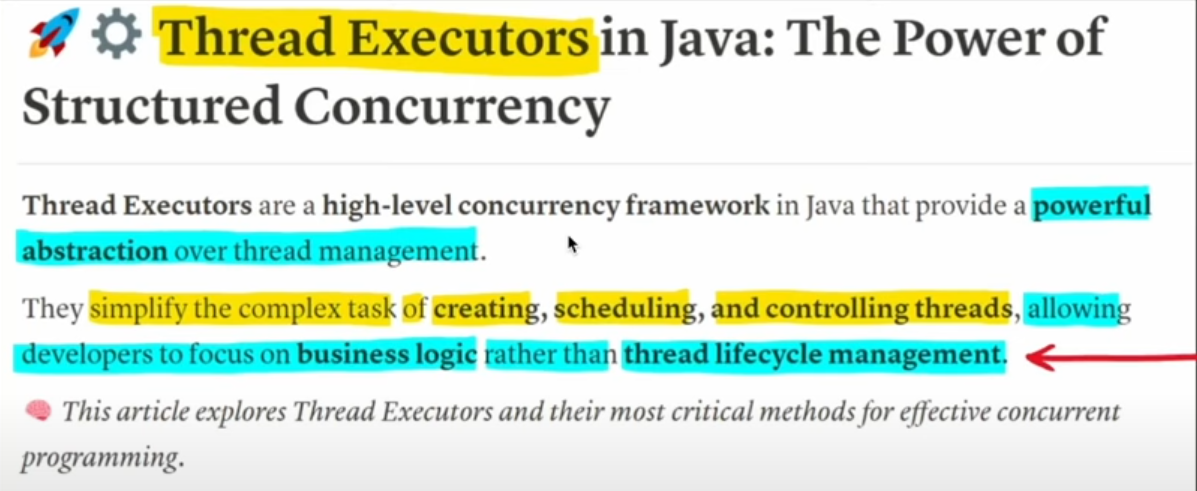 🚀 ⚙️ Thread Executors in Java: The Power of
Structured Concurrency
Thread Executors are a high-level concurrency framework in Java that provide a powerful
abstraction over thread management.
They simplify the complex task of creating, scheduling, and controlling threads, allowing
developers to focus on business logic rather than thread lifecycle management.
🧠 This article explores Thread Executors and their most critical methods for effective concurrent
programming.